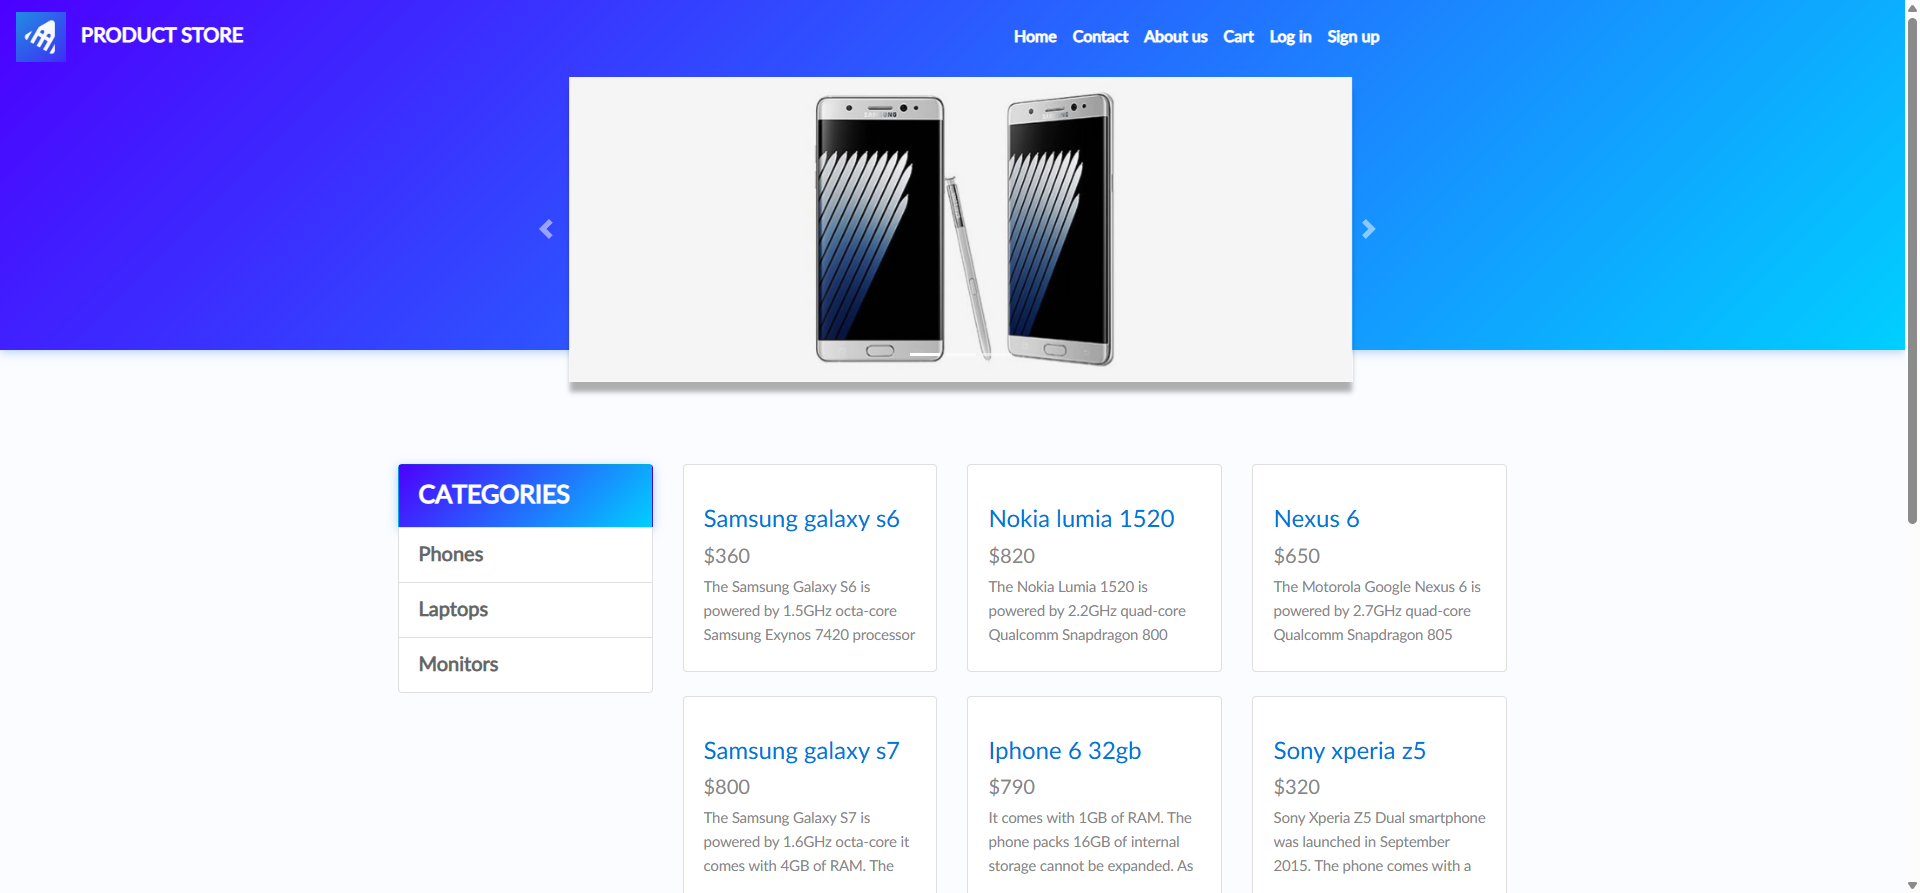 PRODUCT STORE
Home Contact About us Cart Log in Sign up
SAMSUNG
CATEGORIES
Phones
Laptops
Monitors
Samsung galaxy s6
$360
The Samsung Galaxy S6 is
powered by 1.5GHz octa-core
Samsung Exynos 7420 processor
Nokia lumia 1520
$820
The Nokia Lumia 1520 is
powered by 2.2GHz quad-core
Qualcomm Snapdragon 800
Nexus 6
$650
The Motorola Google Nexus 6 is
powered by 2.7GHz quad-core
Qualcomm Snapdragon 805
Samsung galaxy s7
$800
The Samsung Galaxy S7 is
powered by 1.6GHz octa-core it
comes with 4GB of RAM. The
Iphone 6 32gb
$790
It comes with 1GB of RAM. The
phone packs 16GB of internal
storage cannot be expanded. As
Sony xperia z5
$320
Sony Xperia Z5 Dual smartphone
was launched in September
2015. The phone comes with a